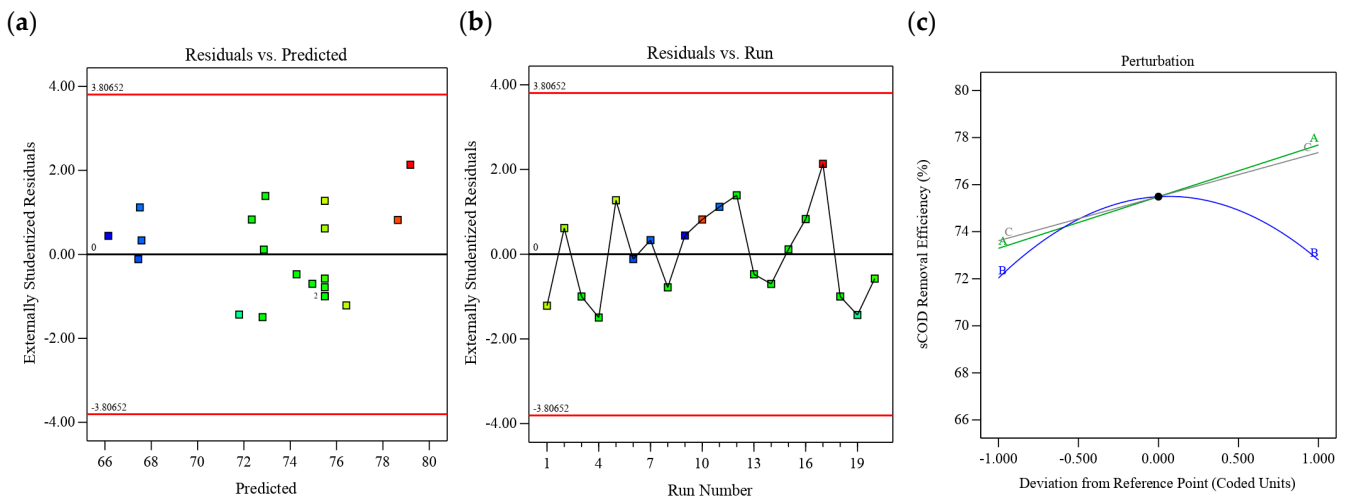 (a)
Residuals vs. Predicted
Externally Studentized Residuals
4.00
2.00
0.00
-2.00
-4.00
3.80652
0
2
-3.80652
66 68 70 72 74 76 78 80
Predicted
(b)
Residuals vs. Run
Externally Studentized Residuals
4.00
2.00
0.00
-2.00
-4.00
3.80652
0
-3.80652
1 4 7 10 13 16 19
Run Number
(c)
Perturbation
sCOD Removal Efficiency (%)
80
78
76
74
72
70
68
66
A
C
C
A
B
B
-1.000 -0.500 0.000 0.500 1.000
Deviation from Reference Point (Coded Units)